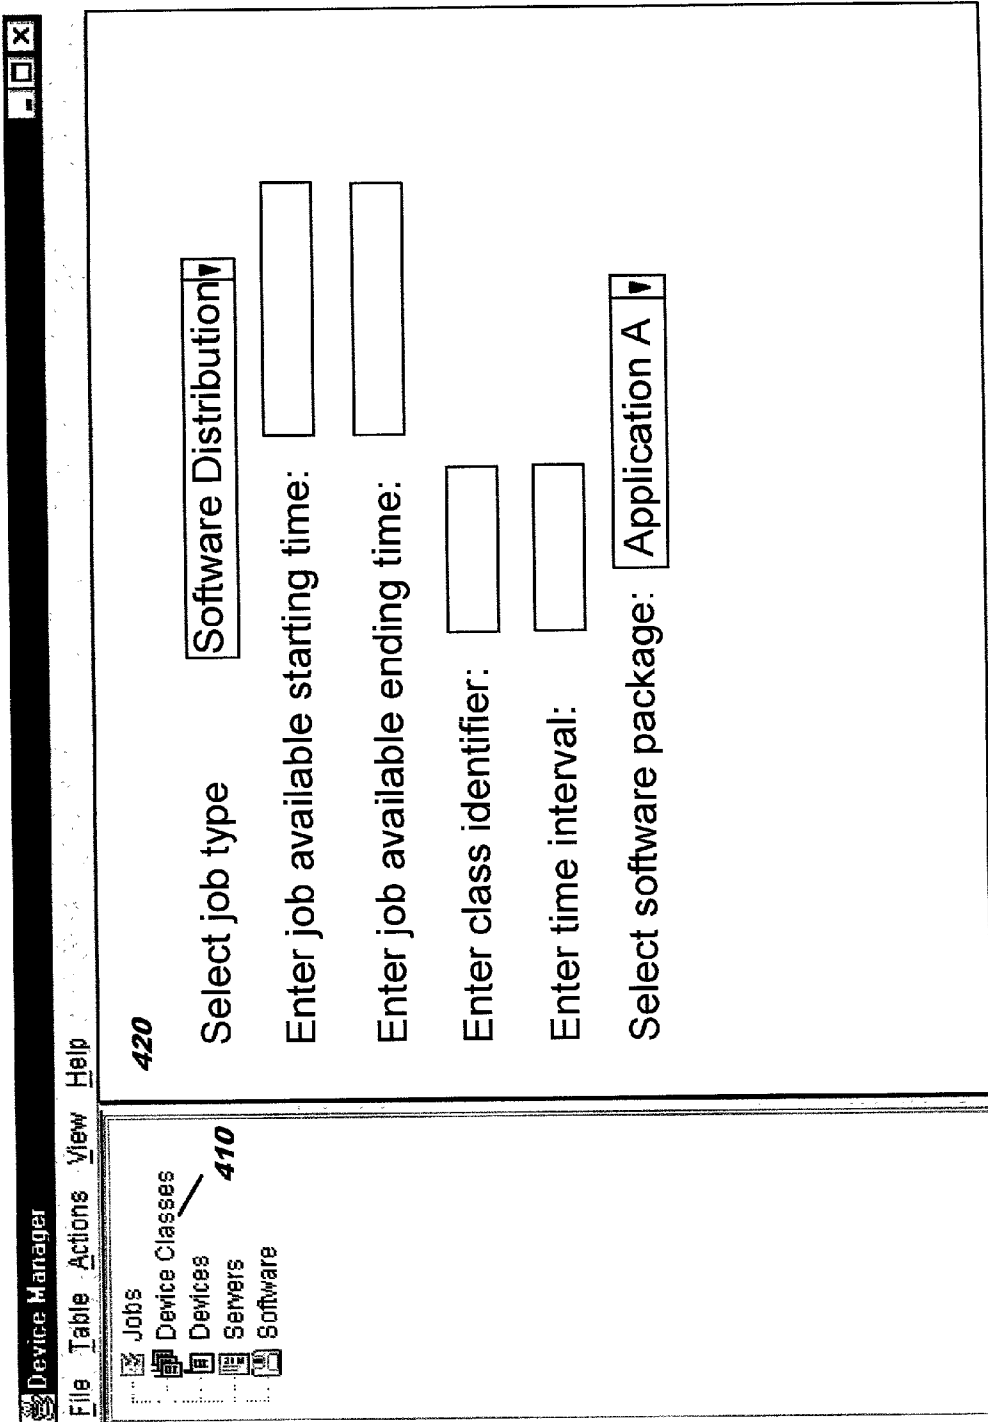 Device Manager
File Table Actions View Help
Jobs
Device Classes
Devices
Servers
Software
410
420
Select job type Software Distribution
Enter job available starting time:
Enter job available ending time:
Enter class identifier:
Enter time interval:
Select software package: Application A